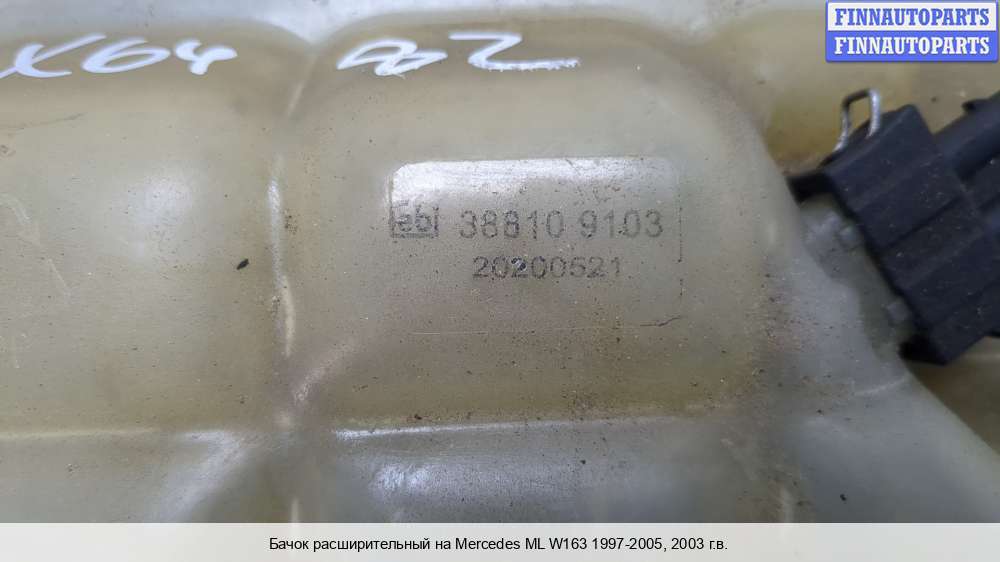 FINNAUTOPARTS
FINNAUTOPARTS
X64
38810 9103
20200521
Бачок расширительный на Mercedes ML W163 1997-2005, 2003 г.в.